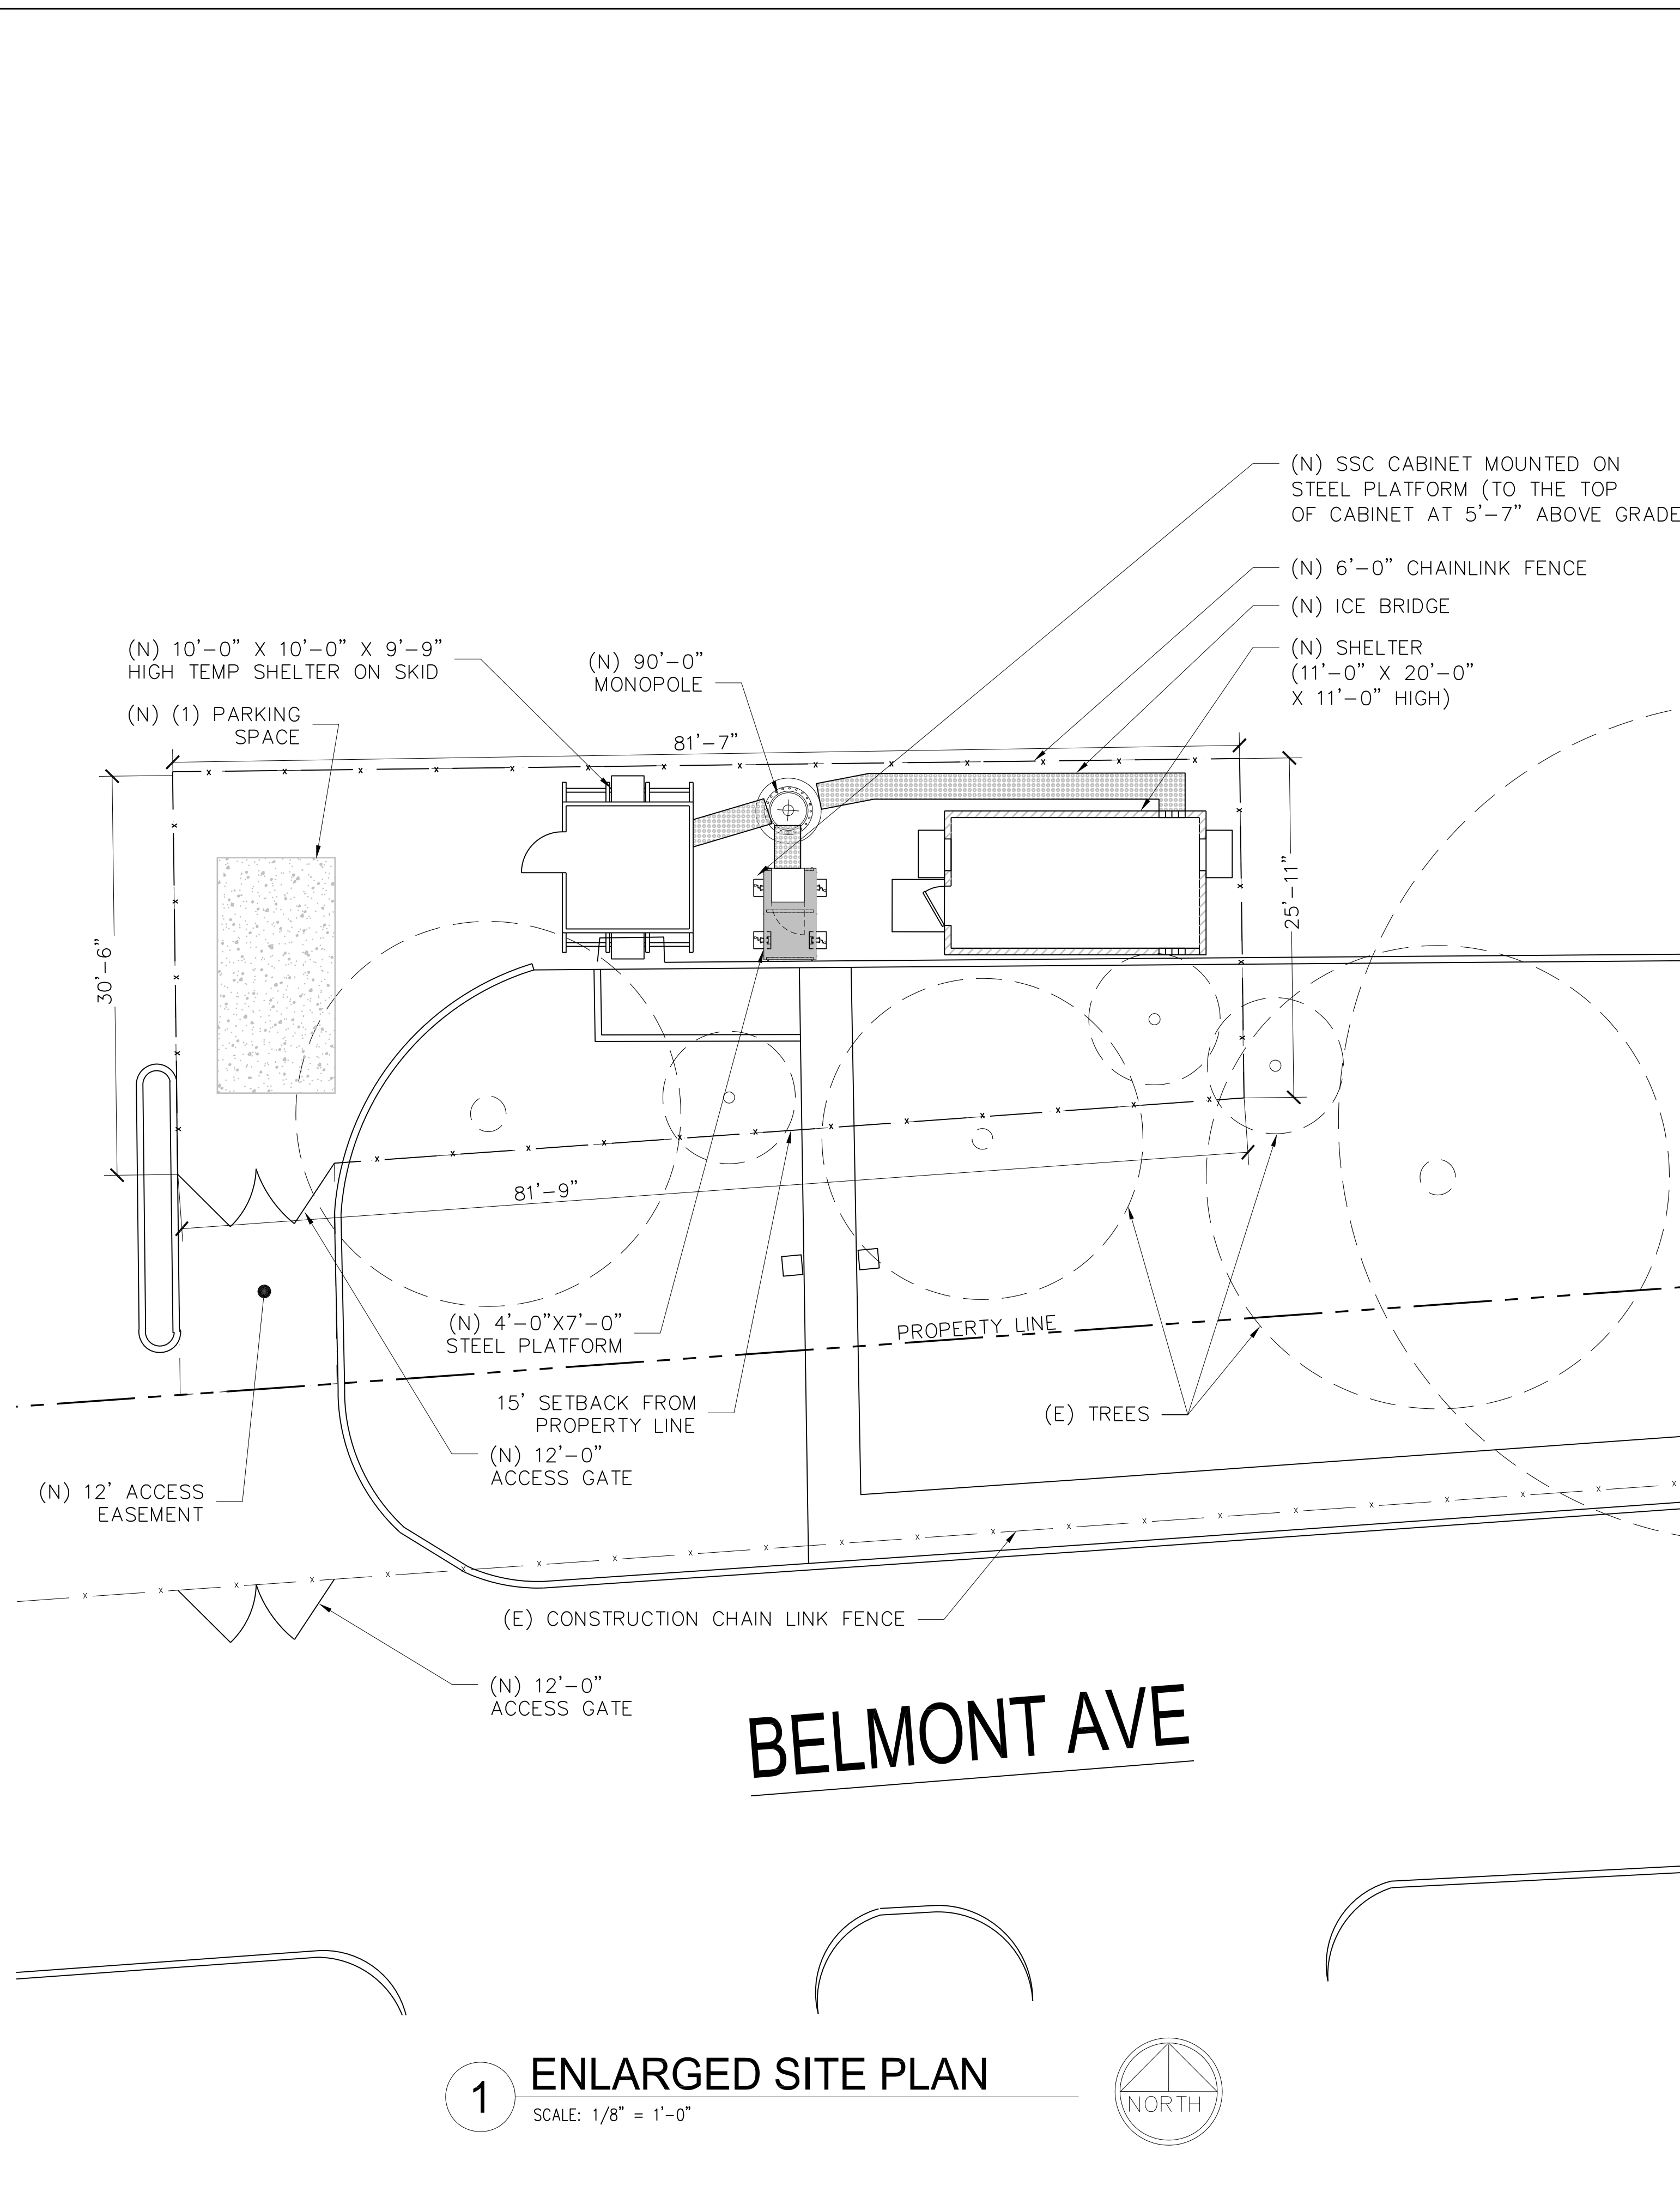 (N) SSC CABINET MOUNTED ON
STEEL PLATFORM (TO THE TOP
OF CABINET AT 5'-7" ABOVE GRADE
(N) 6'-0" CHAINLINK FENCE
(N) ICE BRIDGE
(N) SHELTER
(11'-0" X 20'-0"
X 11'-0" HIGH)
(N) 10'-0" X 10'-0" X 9'-9"
HIGH TEMP SHELTER ON SKID
(N) 90'-0"
MONOPOLE
(N) (1) PARKING
SPACE
81'-7"
30'-6"
25'-11"
81'-9"
(N) 4'-0"X7'-0"
STEEL PLATFORM
PROPERTY LINE
15' SETBACK FROM
PROPERTY LINE
(E) TREES
(N) 12'-0"
ACCESS GATE
(N) 12' ACCESS
EASEMENT
(E) CONSTRUCTION CHAIN LINK FENCE
(N) 12'-0"
ACCESS GATE
BELMONT AVE
1
ENLARGED SITE PLAN
SCALE: 1/8" = 1'-0"
NORTH